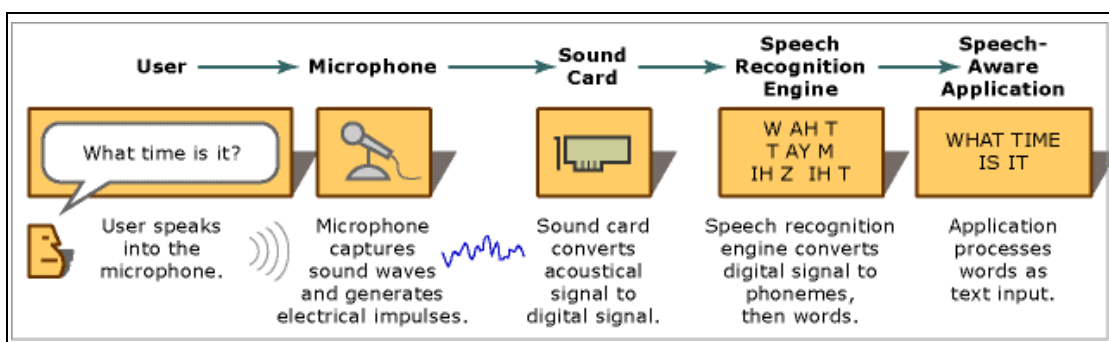 User
Microphone
Sound
Card
Speech
Recognition
Engine
Speech-
Aware
Application
What time is it?
W AH T
T AY M
IH Z IH T
WHAT TIME
IS IT
User speaks
into the
microphone.
Microphone
captures
sound waves
and generates
electrical impulses.
Sound card
converts
acoustical
signal to
digital signal.
Speech recognition
engine converts
digital signal to
phonemes,
then words.
Application
processes
words as
text input.